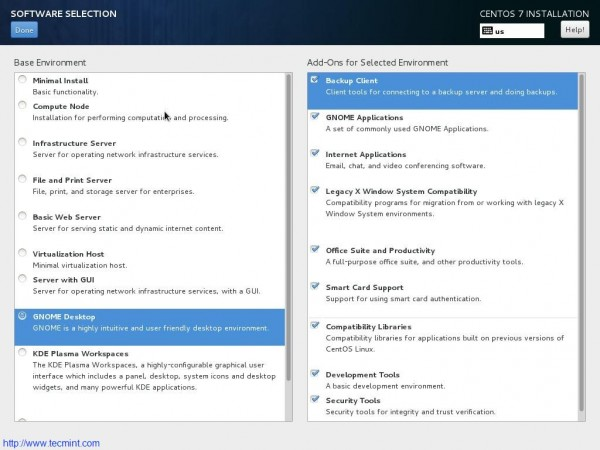 SOFTWARE SELECTION
Done
CENTOS 7 INSTALLATION
us
Help!
Base Environment
Minimal Install
Basic functionality.
Compute Node
Installation for performing computation and processing.
Infrastructure Server
Server for operating network infrastructure services.
File and Print Server
File, print, and storage server for enterprises.
Basic Web Server
Server for serving static and dynamic internet content.
Virtualization Host
Minimal virtualization host.
Server with GUI
Server for operating network infrastructure services, with a GUI.
GNOME Desktop
GNOME is a highly intuitive and user friendly desktop environment.
KDE Plasma Workspaces
The KDE Plasma Workspaces, a highly-configurable graphical user
interface which includes a panel, desktop, system icons and desktop
widgets, and many powerful KDE applications.
Add-Ons for Selected Environment
Backup Client
Client tools for connecting to a backup server and doing backups.
GNOME Applications
A set of commonly used GNOME Applications.
Internet Applications
Email, chat, and video conferencing software.
Legacy X Window System Compatibility
Compatibility programs for migration from or working with legacy X
Window System environments.
Office Suite and Productivity
A full-purpose office suite, and other productivity tools.
Smart Card Support
Support for using smart card authentication.
Compatibility Libraries
Compatibility libraries for applications built on previous versions of
CentOS Linux.
Development Tools
A basic development environment.
Security Tools
Security tools for integrity and trust verification.
http://www.tecmint.com